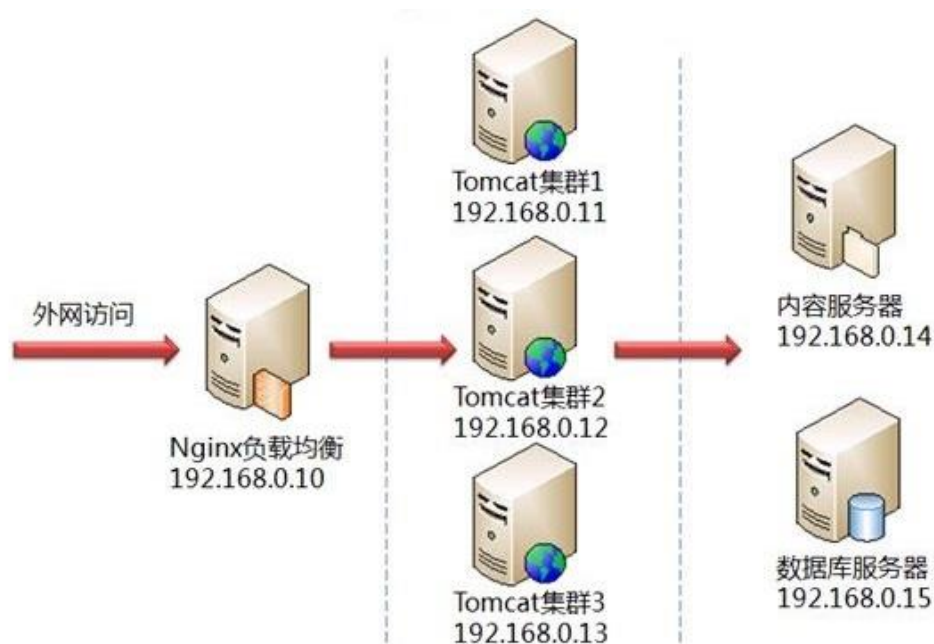 外网访问
Nginx负载均衡
192.168.0.10
Tomcat集群1
192.168.0.11
Tomcat集群2
192.168.0.12
Tomcat集群3
192.168.0.13
内容服务器
192.168.0.14
数据库服务器
192.168.0.15